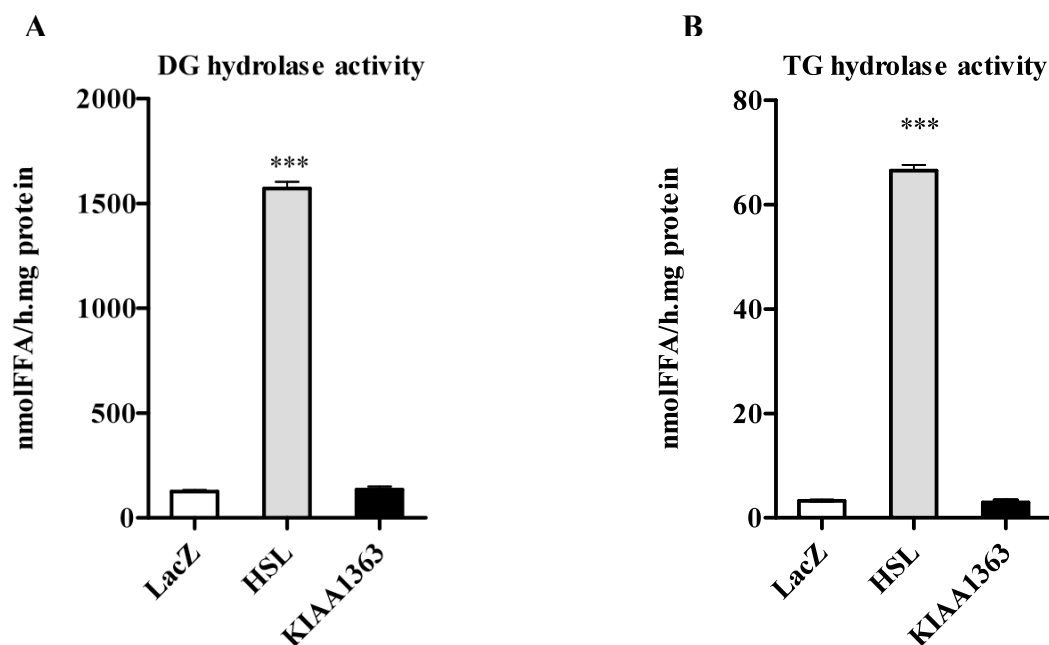 A
DG hydrolase activity
nmolFFA/h.mg protein
2000
1500
1000
500
0
***
LacZ
HSL
KIAA1363
B
TG hydrolase activity
nmolFFA/h.mg protein
80
60
40
20
0
***
LacZ
HSL
KIAA1363